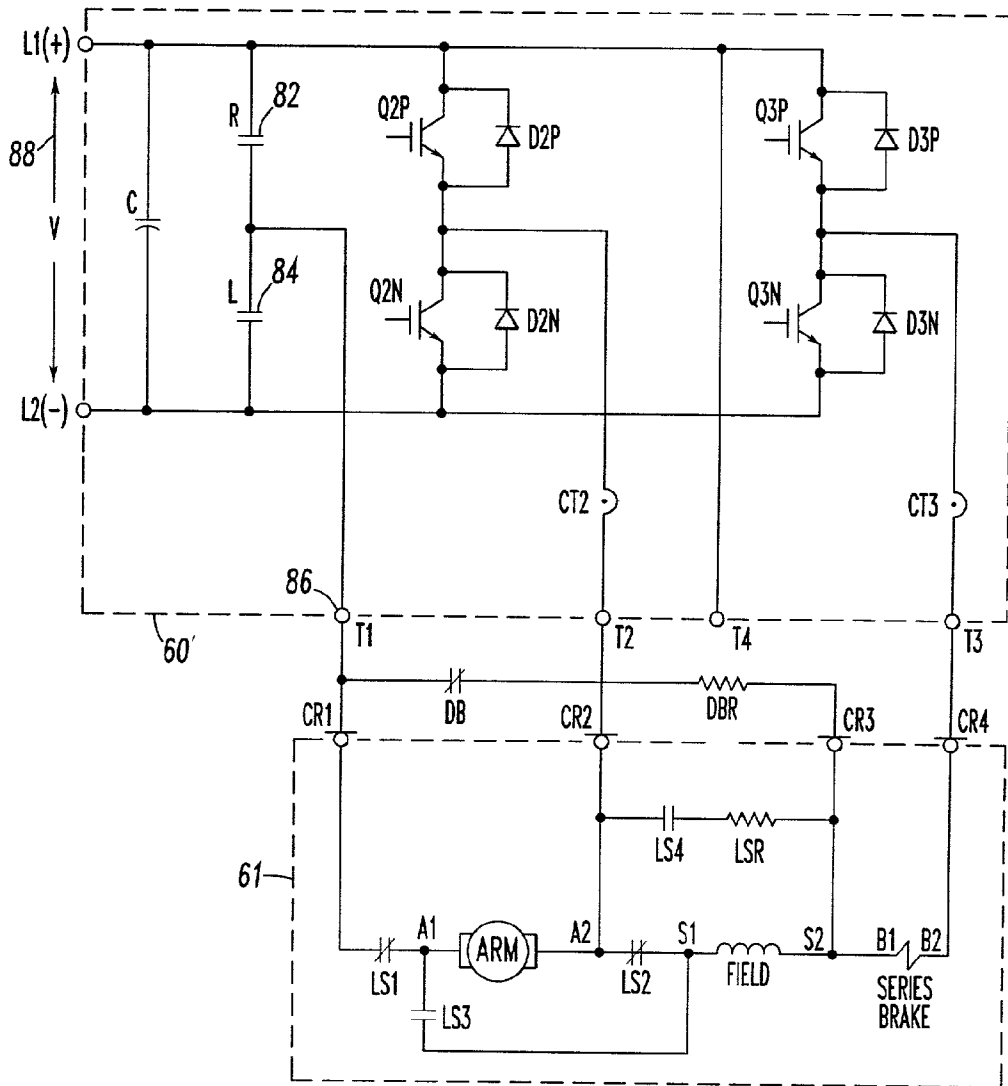 L1(+)
82
R
Q2P
D2P
Q3P
D3P
88
C
V
84
L
Q2N
D2N
Q3N
D3N
L2(-)
CT2
CT3
86
T1
T2
T4
T3
60'
DB
DBR
CR1
CR2
CR3
CR4
LS4
LSR
61
A1
ARM
A2
S1
S2
B1
B2
LS1
LS2
FIELD
SERIES
BRAKE
LS3